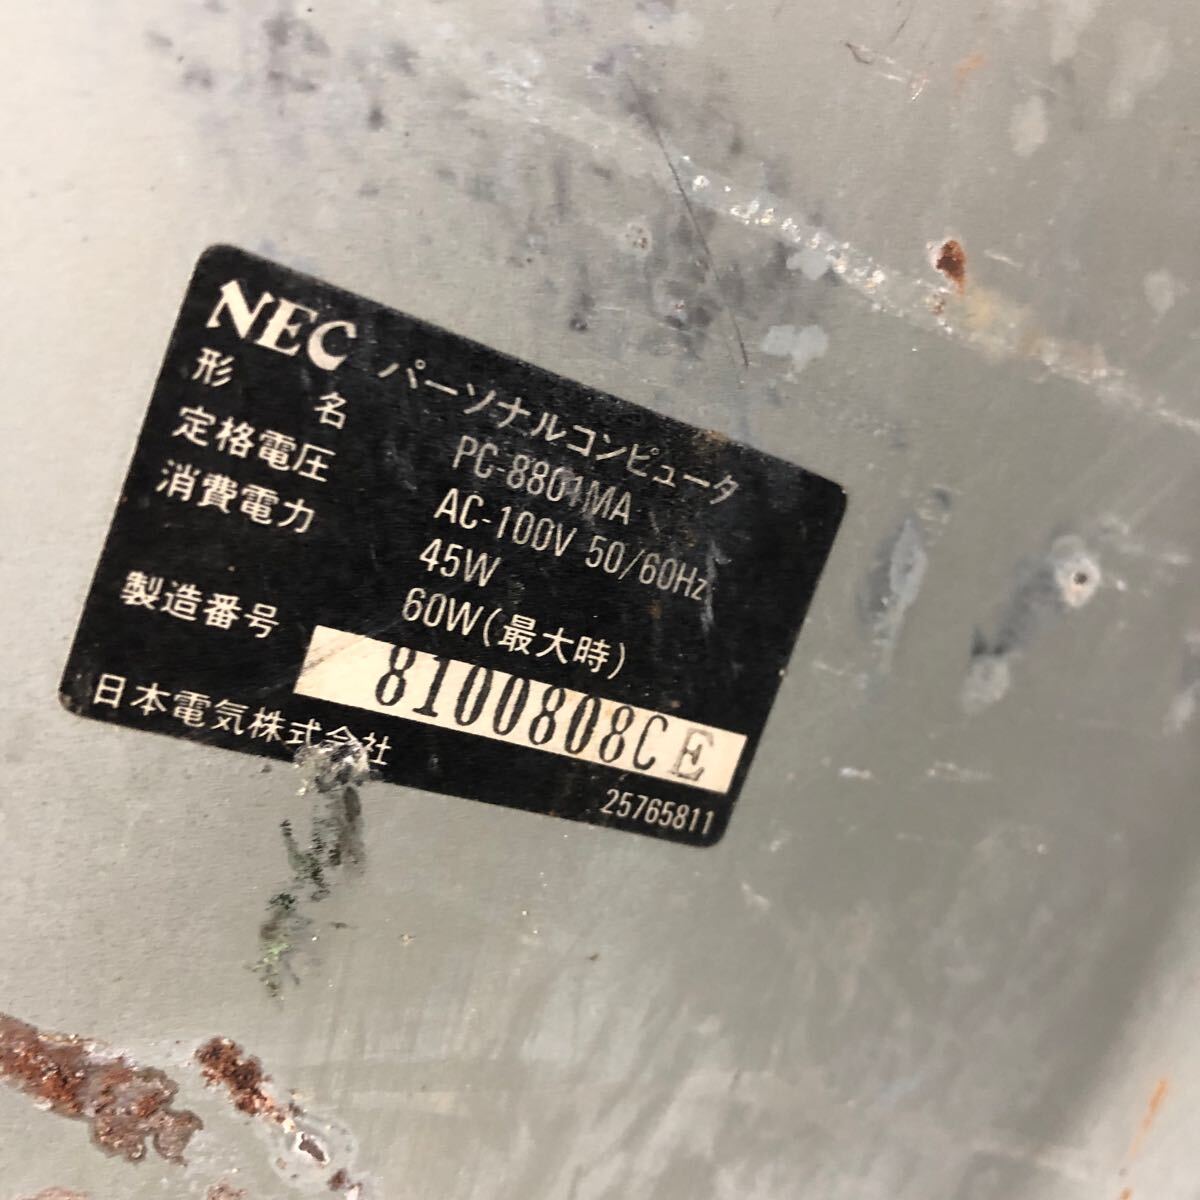 NEC パーソナルコンピュータ
形名 PC-8801MA
定格電圧 AC-100V 50/60Hz
消費電力 45W
60W(最大時)
製造番号 8100808CE
日本電気株式会社
25765811